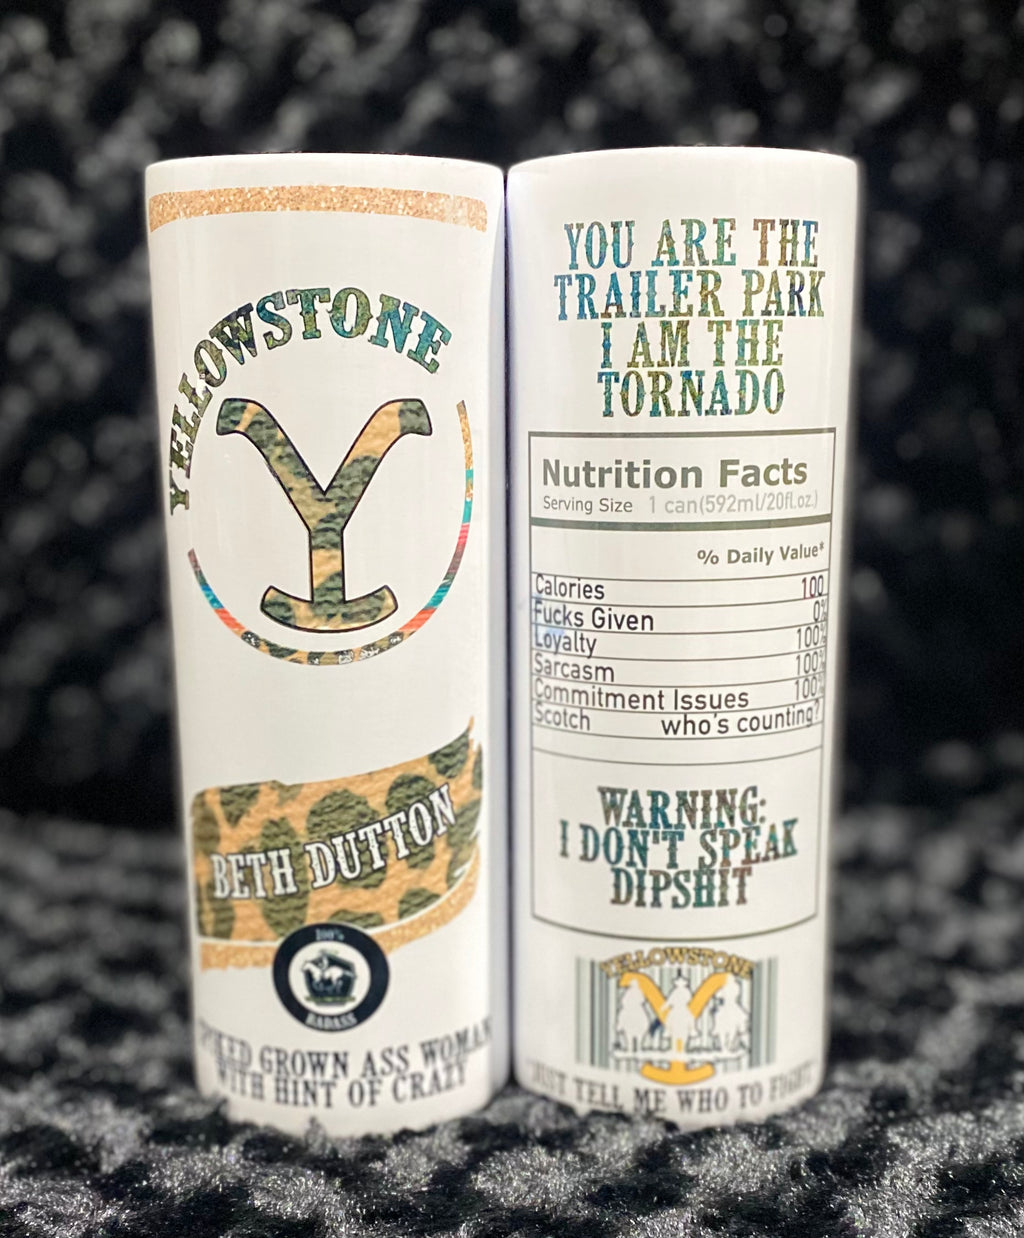 YELLOWSTONE
Y
BETH DUTTON
100%
BADASS
GROWN ASS WOMAN
WITH HINT OF CRAZY
YOU ARE THE
TRAILER PARK
I AM THE
TORNADO
Nutrition Facts
Serving Size 1 can(592ml/20fl.oz.)
% Daily Value*
Calories 100
Fucks Given 0%
Loyalty 100%
Sarcasm 100%
Commitment Issues 100%
Scotch who's counting?
WARNING:
I DON'T SPEAK
DIPSHIT
YELLOWSTONE
Y
JUST TELL ME WHO TO FIGHT